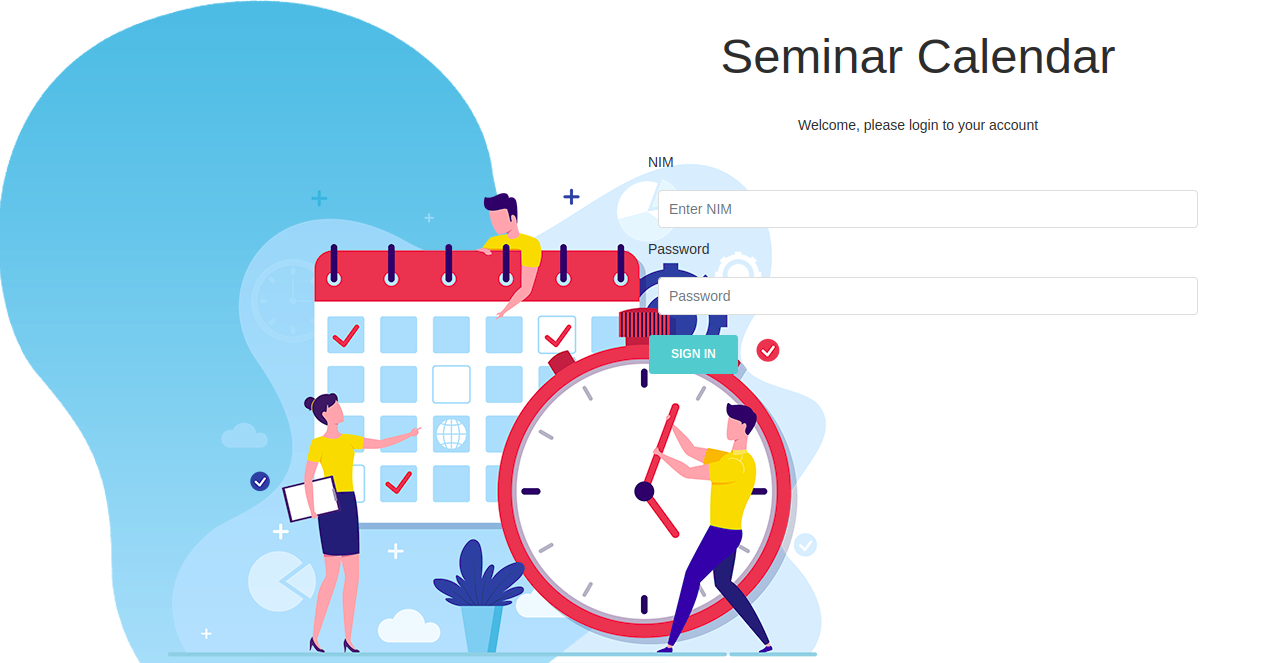 Seminar Calendar
Welcome, please login to your account
NIM
Enter NIM
Password
Password
SIGN IN